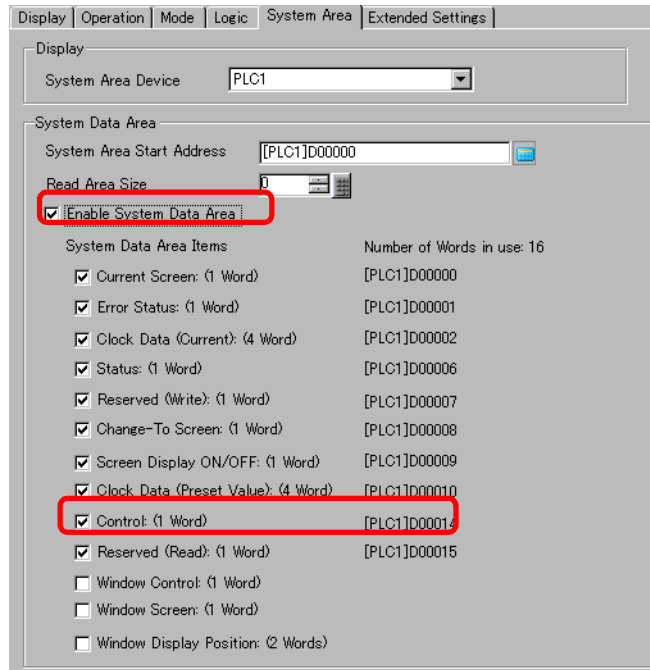 Display Operation Mode Logic System Area Extended Settings
Display
System Area Device PLC1
System Data Area
System Area Start Address [PLC1]D00000
Read Area Size 0
Enable System Data Area
System Data Area Items Number of Words in use: 16
Current Screen: (1 Word) [PLC1]D00000
Error Status: (1 Word) [PLC1]D00001
Clock Data (Current): (4 Word) [PLC1]D00002
Status: (1 Word) [PLC1]D00006
Reserved (Write): (1 Word) [PLC1]D00007
Change-To Screen: (1 Word) [PLC1]D00008
Screen Display ON/OFF: (1 Word) [PLC1]D00009
Clock Data (Preset Value): (4 Word) [PLC1]D00010
Control: (1 Word) [PLC1]D00014
Reserved (Read): (1 Word) [PLC1]D00015
Window Control: (1 Word)
Window Screen: (1 Word)
Window Display Position: (2 Words)